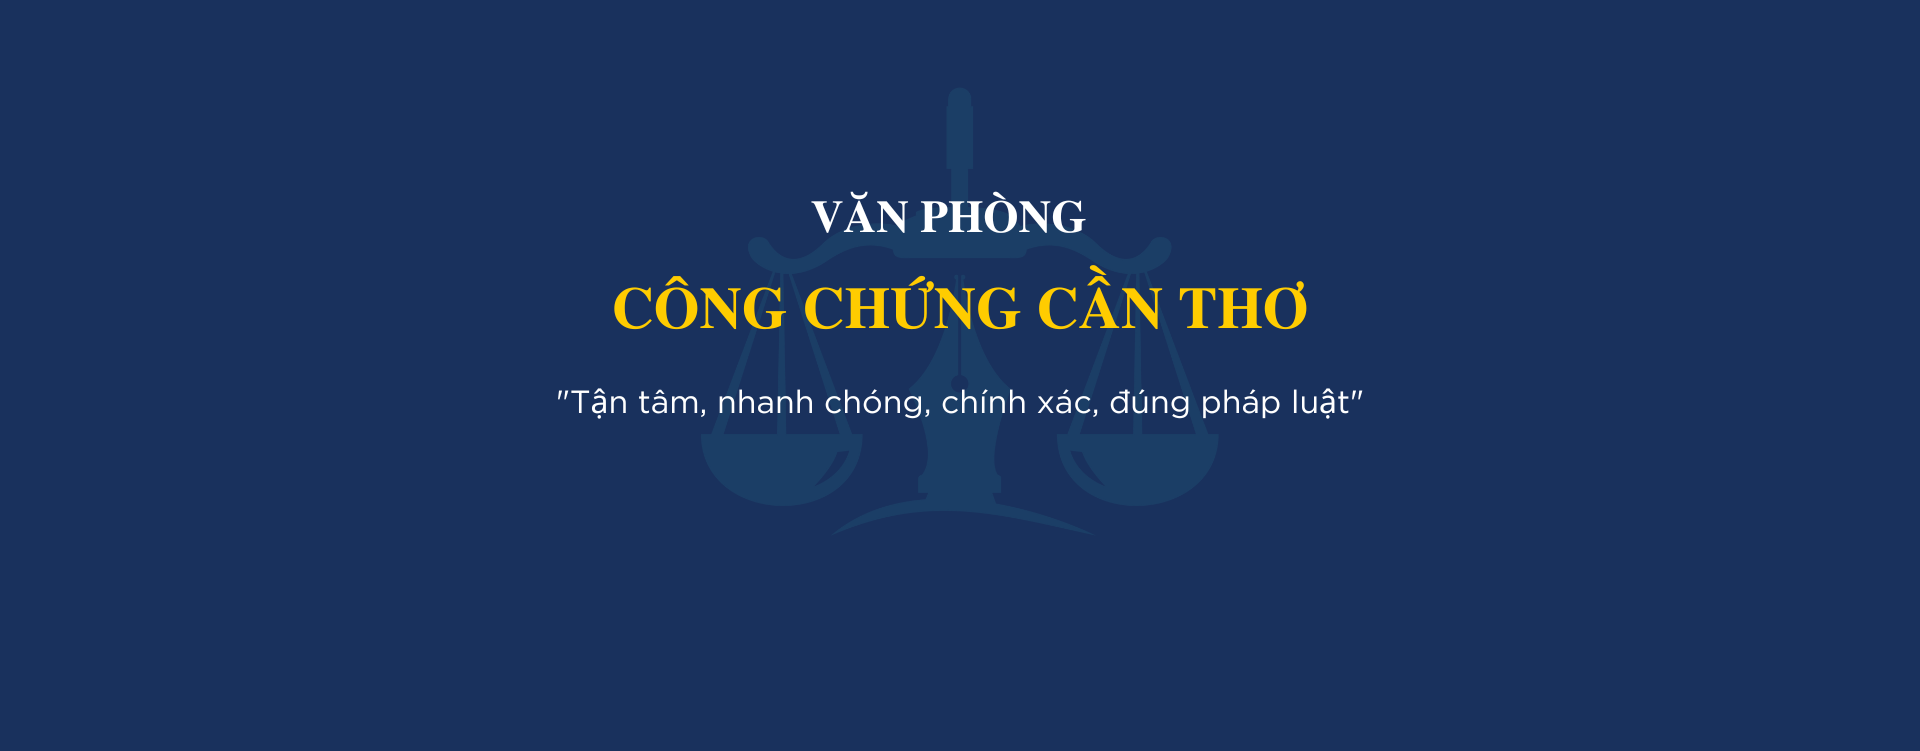 VĂN PHÒNG
CÔNG CHỨNG CẦN THƠ
"Tận tâm, nhanh chóng, chính xác, đúng pháp luật"